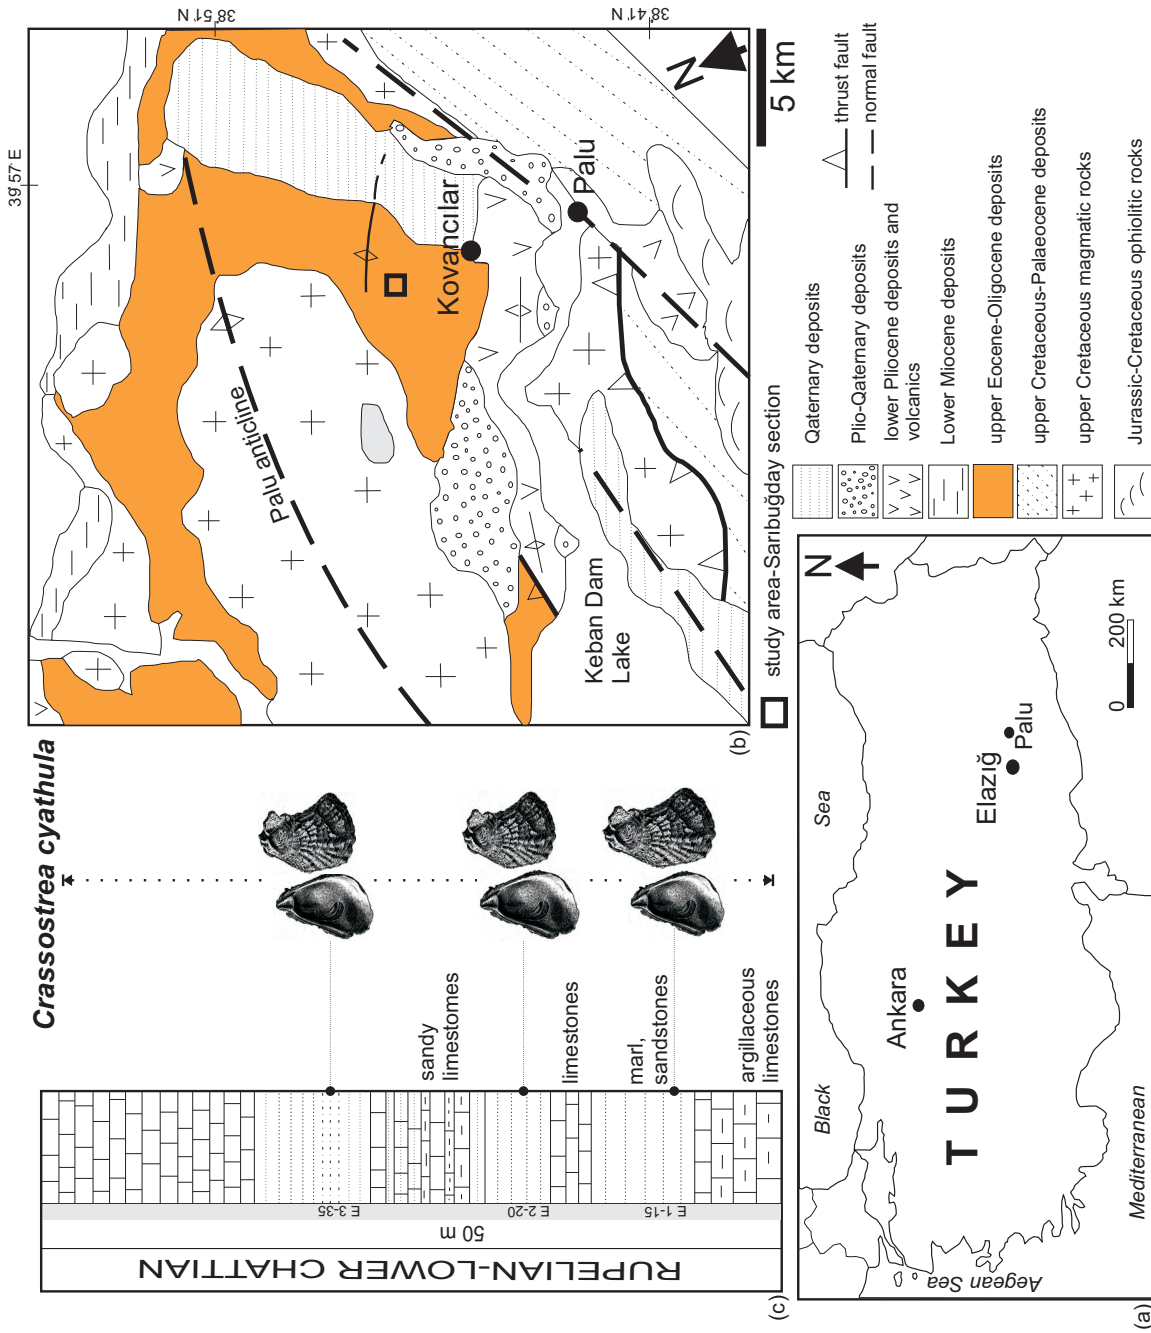 Crassostrea cyathula
RUPELIAN-LOWER CHATTIAN
50 m
E 3-35
E 2-20
E 1-15
sandy
limestomes
limestones
marl,
sandstones
argillaceous
limestones
(c)
39°57' E
38°51' N
38°41' N
Palu anticline
Kovancılar
Palu
Keban Dam
Lake
N
5 km
(b)
study area-Sarıbuğday section
Black
Sea
Ankara
TURKEY
Elazığ
Palu
Aegean Sea
Mediterranean
N
0
200 km
(a)
thrust fault
normal fault
Qaternary deposits
Plio-Qaternary deposits
lower Pliocene deposits and
volcanics
Lower Miocene deposits
upper Eocene-Oligocene deposits
upper Cretaceous-Palaeocene deposits
upper Cretaceous magmatic rocks
Jurassic-Cretaceous ophiolitic rocks